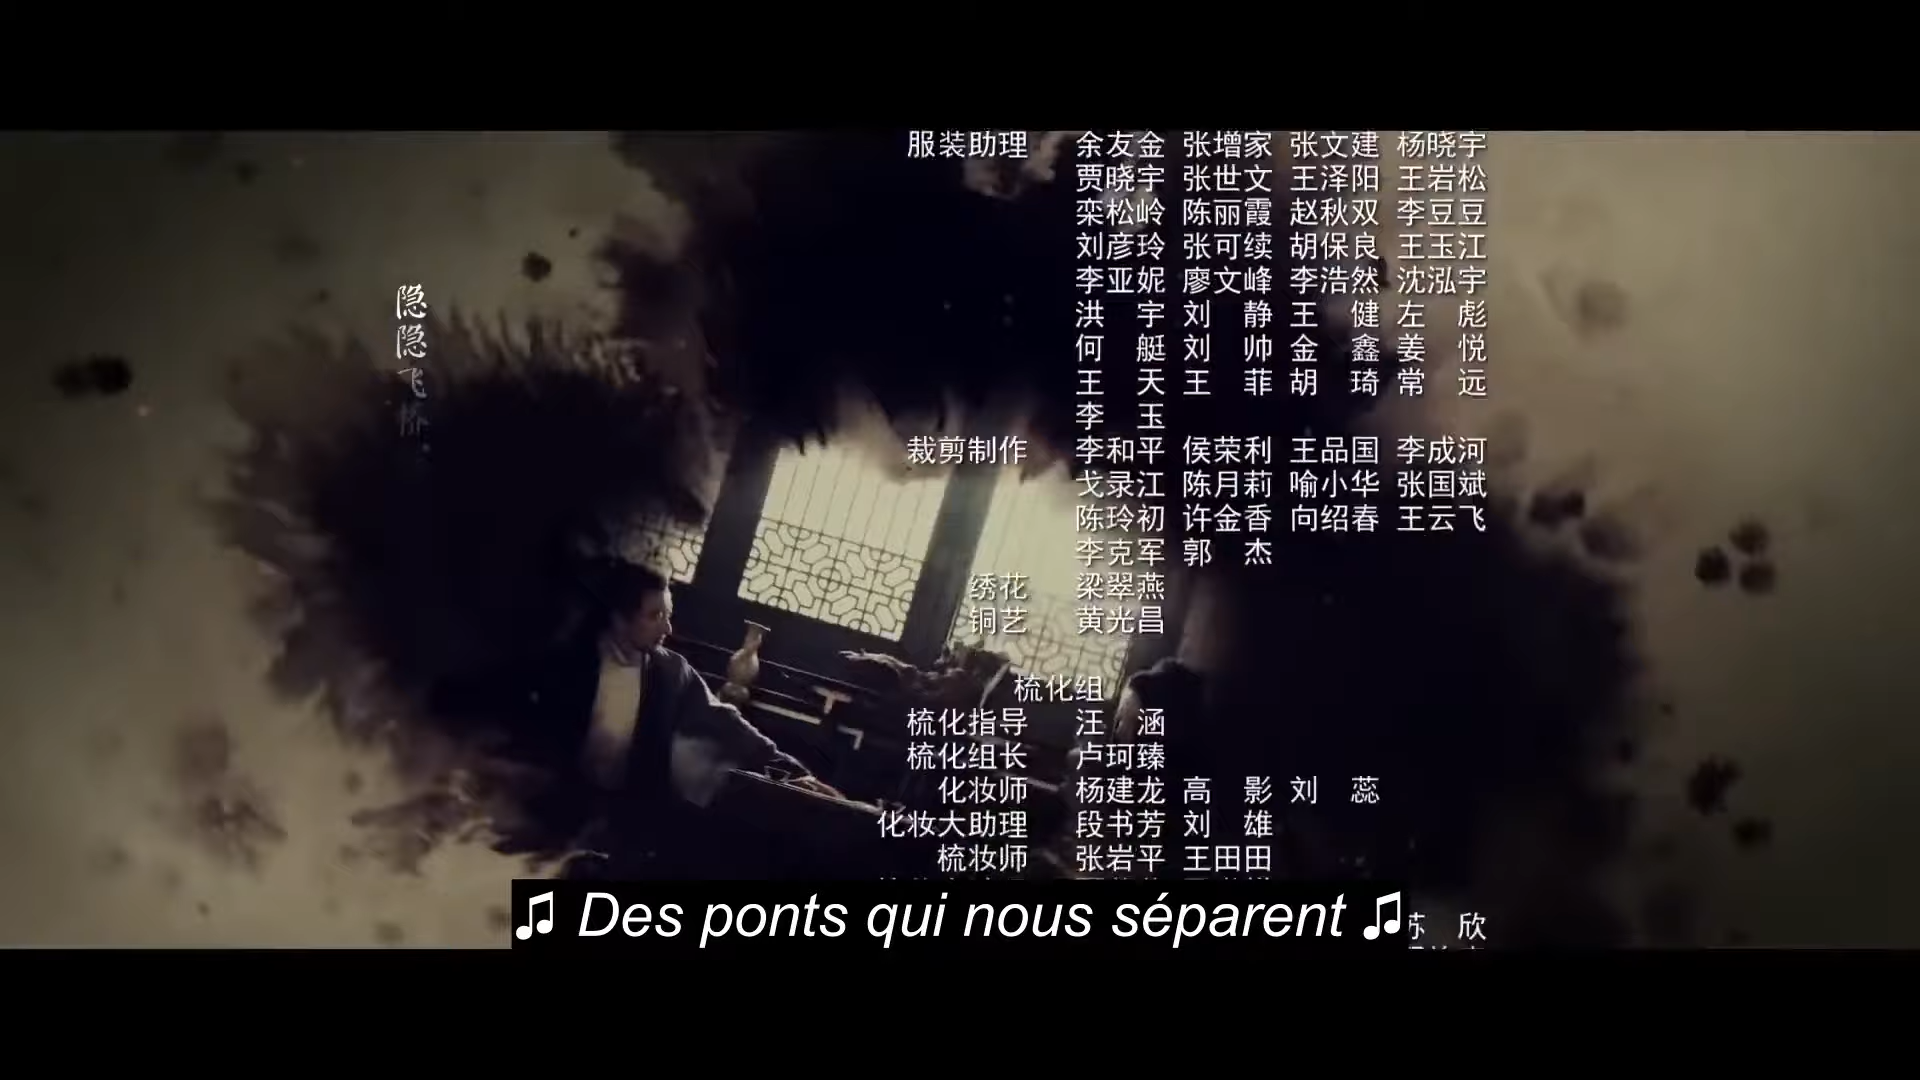 隐隐飞桥
服装助理 余友金 张增家 张文建 杨晓宇
贾晓宇 张世文 王泽阳 王岩松
栾松岭 陈丽霞 赵秋双 李豆豆
刘彦玲 张可续 胡保良 王玉江
李亚妮 廖文峰 李浩然 沈泓宇
洪 宇 刘 静 王 健 左 彪
何 艇 刘 帅 金 鑫 姜 悦
王 天 王 菲 胡 琦 常 远
李 玉
裁剪制作 李和平 侯荣利 王品国 李成河
戈录江 陈月莉 喻小华 张国斌
陈玲初 许金香 向绍春 王云飞
李克军 郭 杰
绣花 梁翠燕
铜艺 黄光昌
梳化组
梳化指导 汪 涵
梳化组长 卢珂臻
化妆师 杨建龙 高 影 刘 蕊
化妆大助理 段书芳 刘 雄
梳妆师 张岩平 王田田
♫ Des ponts qui nous séparent ♫
苏 欣